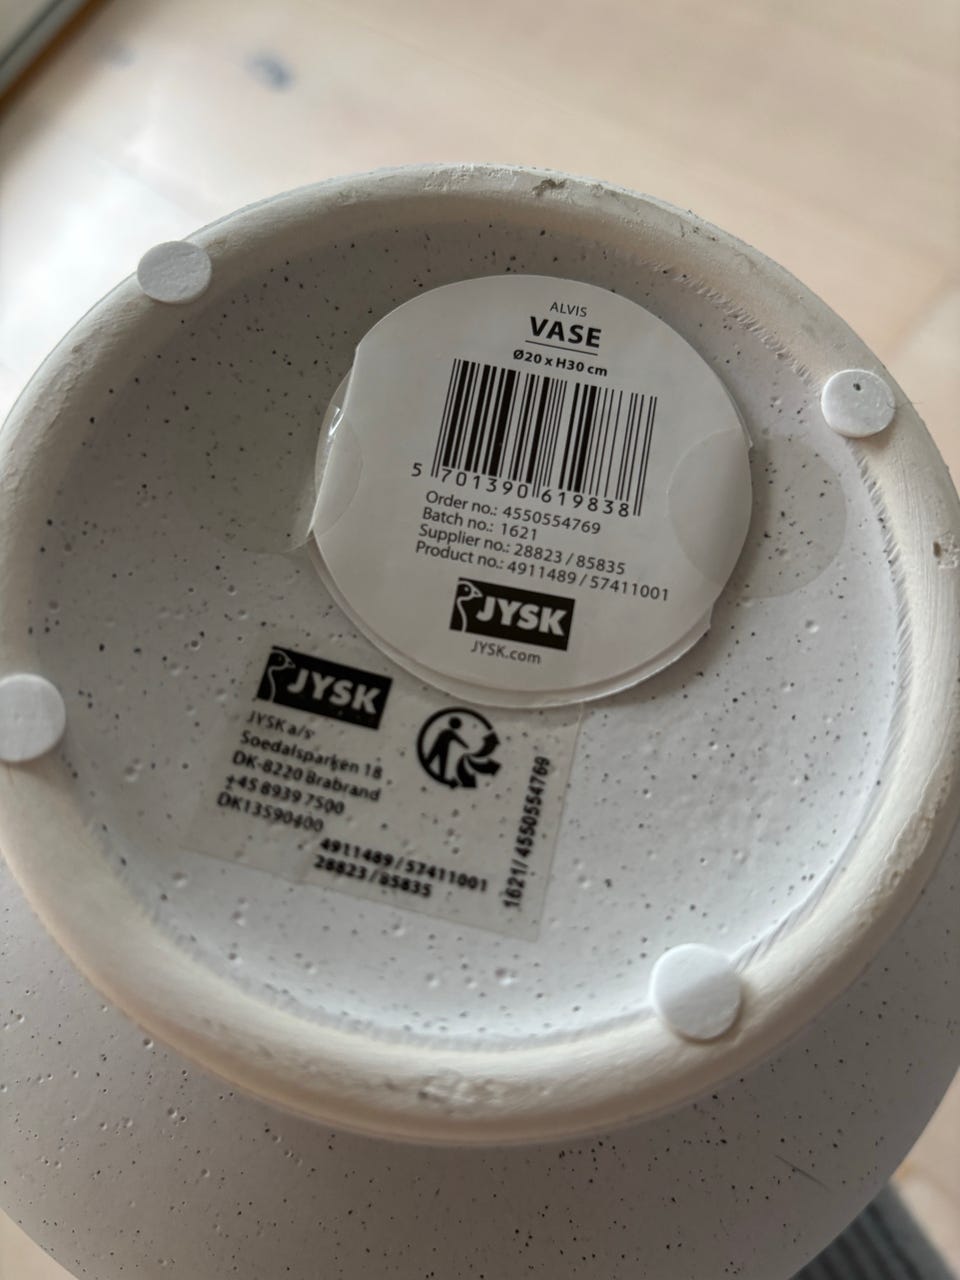 ALVIS
VASE
Ø20 x H30 cm
5 701390 619838
Order no.: 4550554769
Batch no.: 1621
Supplier no.: 28823 / 85835
Product no.: 4911489 / 57411001
JYSK
JYSK.com
JYSK
JYSK a/s
Soedalsparken 18
DK-8220 Brabrand
+45 8939 7500
DK13590400
4911489 / 57411001
28823 / 85835
1621/ 4550554769